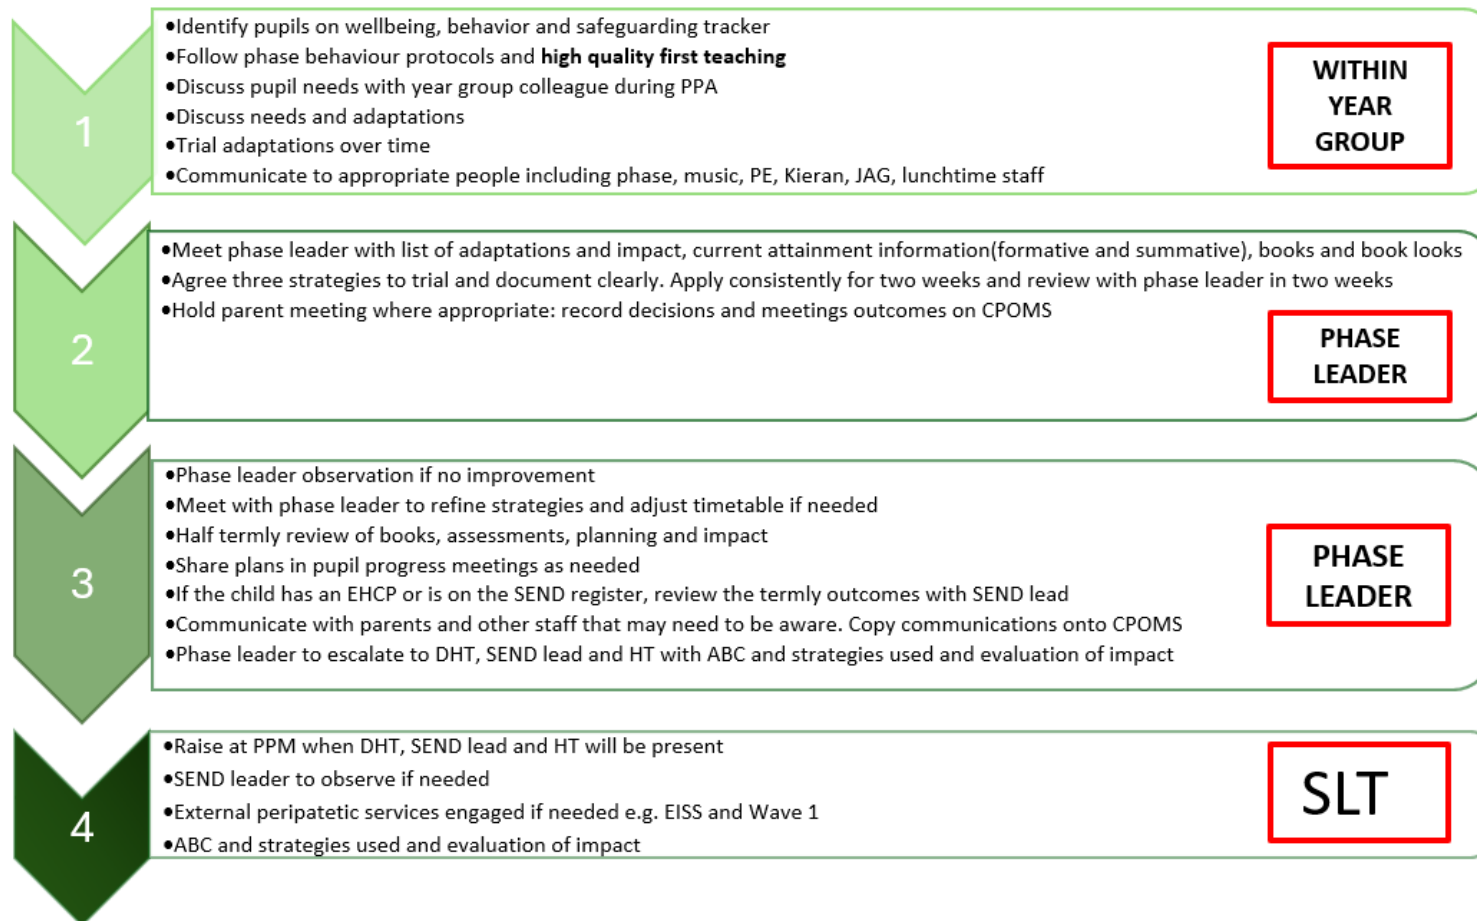 1
•Identify pupils on wellbeing, behavior and safeguarding tracker
•Follow phase behaviour protocols and high quality first teaching
•Discuss pupil needs with year group colleague during PPA
•Discuss needs and adaptations
•Trial adaptations over time
•Communicate to appropriate people including phase, music, PE, Kieran, JAG, lunchtime staff
WITHIN
YEAR
GROUP
2
•Meet phase leader with list of adaptations and impact, current attainment information(formative and summative), books and book looks
•Agree three strategies to trial and document clearly. Apply consistently for two weeks and review with phase leader in two weeks
•Hold parent meeting where appropriate: record decisions and meetings outcomes on CPOMS
PHASE
LEADER
3
•Phase leader observation if no improvement
•Meet with phase leader to refine strategies and adjust timetable if needed
•Half termly review of books, assessments, planning and impact
•Share plans in pupil progress meetings as needed
•If the child has an EHCP or is on the SEND register, review the termly outcomes with SEND lead
•Communicate with parents and other staff that may need to be aware. Copy communications onto CPOMS
•Phase leader to escalate to DHT, SEND lead and HT with ABC and strategies used and evaluation of impact
PHASE
LEADER
4
•Raise at PPM when DHT, SEND lead and HT will be present
•SEND leader to observe if needed
•External peripatetic services engaged if needed e.g. EISS and Wave 1
•ABC and strategies used and evaluation of impact
SLT